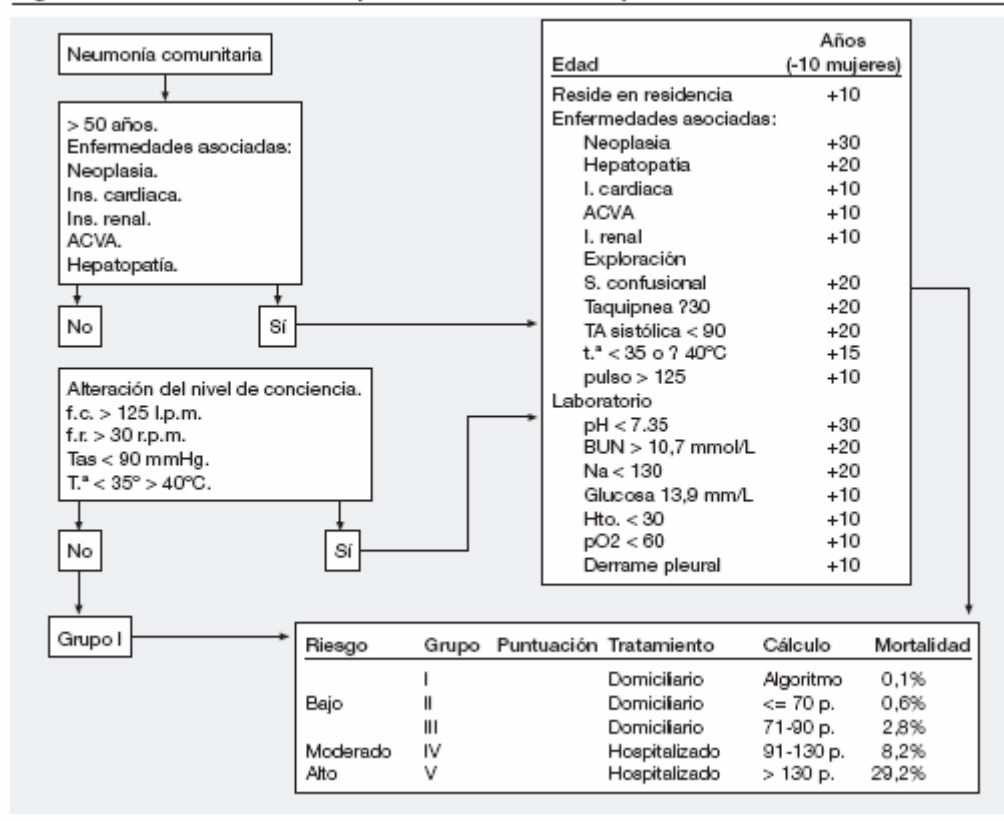 Neumonía comunitaria
> 50 años.
Enfermedades asociadas:
Neoplasia.
Ins. cardiaca.
Ins. renal.
ACVA.
Hepatopatía.
No
Sí
Alteración del nivel de conciencia.
f.c. > 125 l.p.m.
f.r. > 30 r.p.m.
Tas < 90 mmHg.
T.ª < 35º > 40ºC.
No
Sí
Grupo I
Años
Edad (-10 mujeres)
Reside en residencia +10
Enfermedades asociadas:
Neoplasia +30
Hepatopatía +20
I. cardiaca +10
ACVA +10
I. renal +10
Exploración
S. confusional +20
Taquipnea ?30 +20
TA sistólica < 90 +20
t.ª < 35 o ? 40ºC +15
pulso > 125 +10
Laboratorio
pH < 7.35 +30
BUN > 10,7 mmol/L +20
Na < 130 +20
Glucosa 13,9 mm/L +10
Hto. < 30 +10
pO2 < 60 +10
Derrame pleural +10
Riesgo Grupo Puntuación Tratamiento Cálculo Mortalidad
I Domiciliario Algoritmo 0,1%
Bajo II Domiciliario <= 70 p. 0,6%
III Domiciliario 71-90 p. 2,8%
Moderado IV Hospitalizado 91-130 p. 8,2%
Alto V Hospitalizado > 130 p. 29,2%